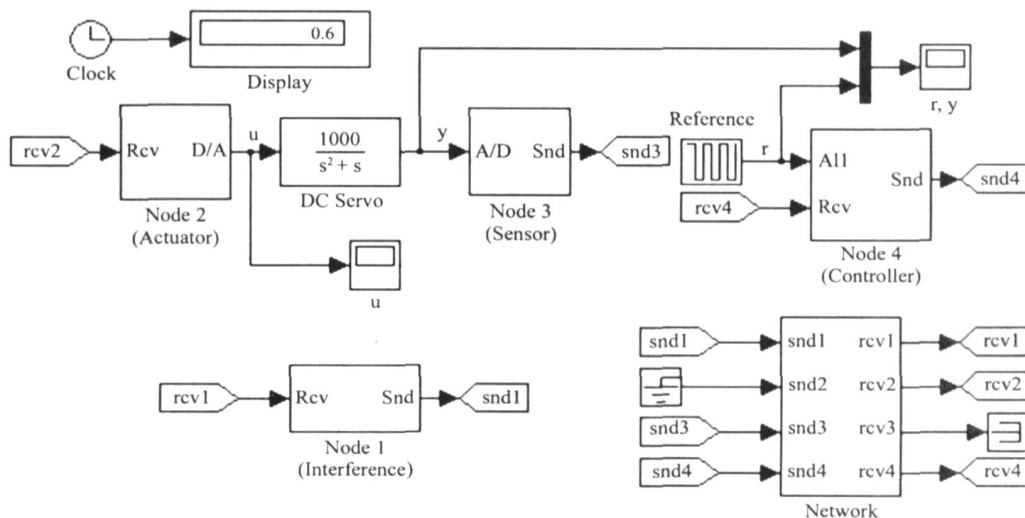 0.6
Clock
Display
rcv2
Rcv
D/A
Node 2
(Actuator)
u
1000
s² + s
DC Servo
y
A/D
Snd
Node 3
(Sensor)
snd3
Reference
r
r, y
rcv4
All
Rcv
Snd
Node 4
(Controller)
snd4
u
rcv1
Rcv
Snd
snd1
Node 1
(Interference)
snd1
snd3
snd4
snd1
snd2
snd3
snd4
rcv1
rcv2
rcv3
rcv4
rcv1
rcv2
rcv4
Network